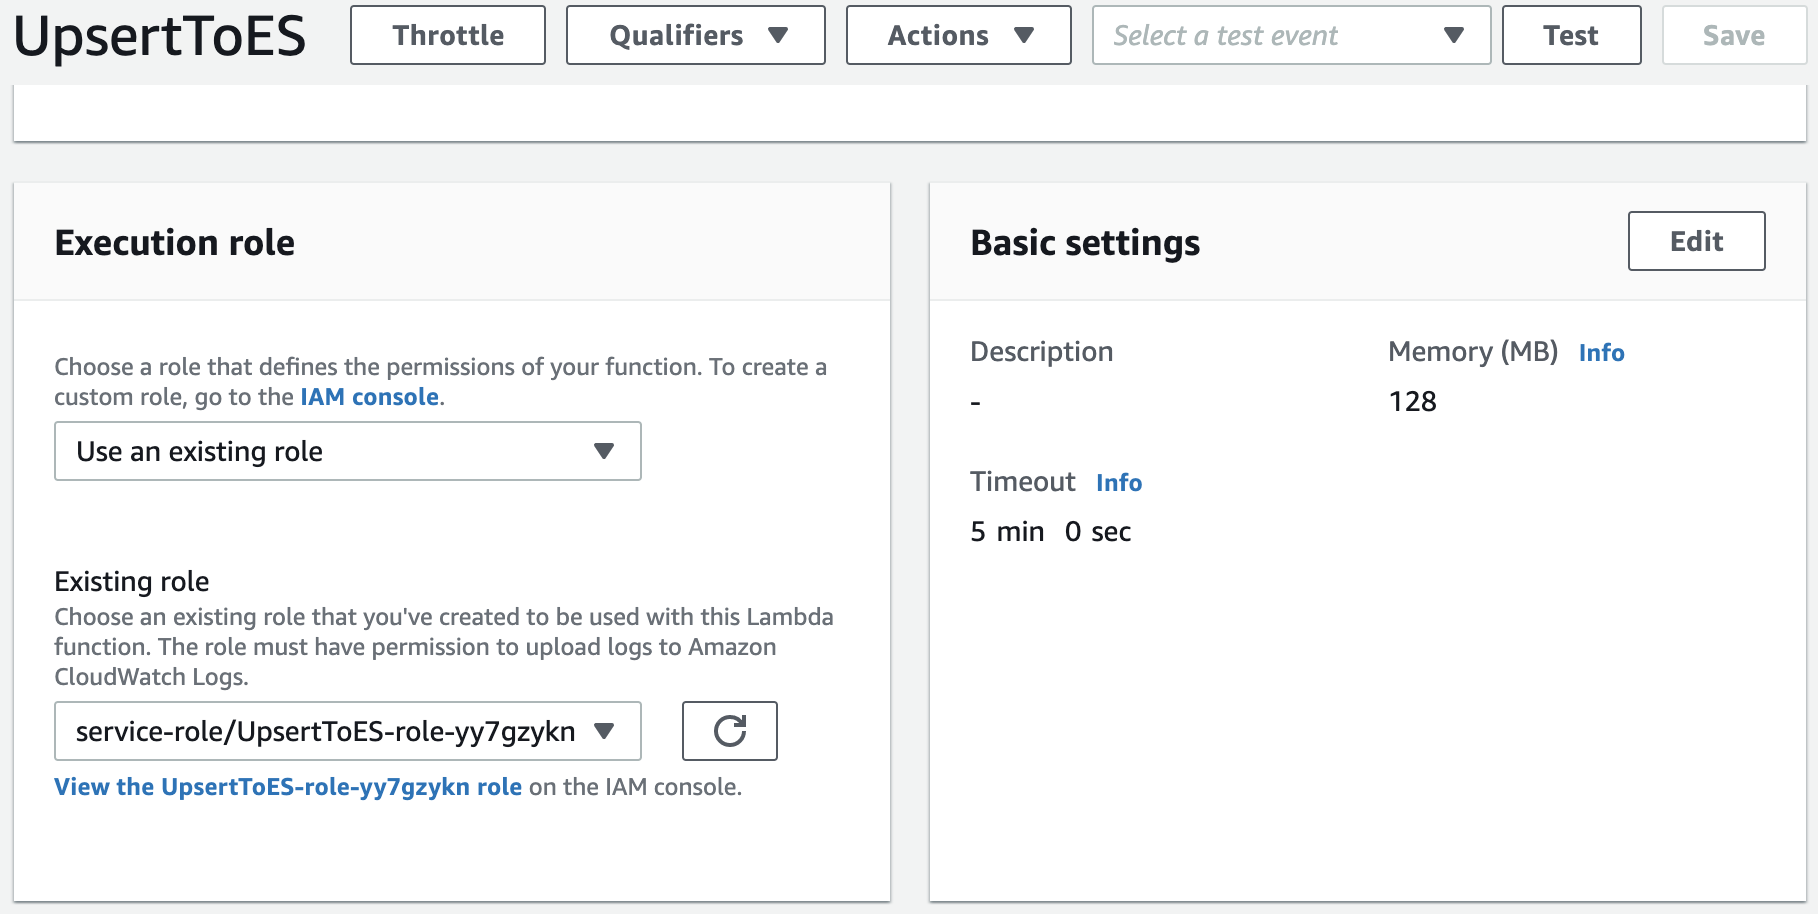 UpsertToES Throttle Qualifiers Actions Select a test event Test Save
Execution role
Choose a role that defines the permissions of your function. To create a
custom role, go to the IAM console.
Use an existing role
Existing role
Choose an existing role that you've created to be used with this Lambda
function. The role must have permission to upload logs to Amazon
CloudWatch Logs.
service-role/UpsertToES-role-yy7gzykn
View the UpsertToES-role-yy7gzykn role on the IAM console.
Basic settings
Edit
Description
-
Memory (MB) Info
128
Timeout Info
5 min 0 sec